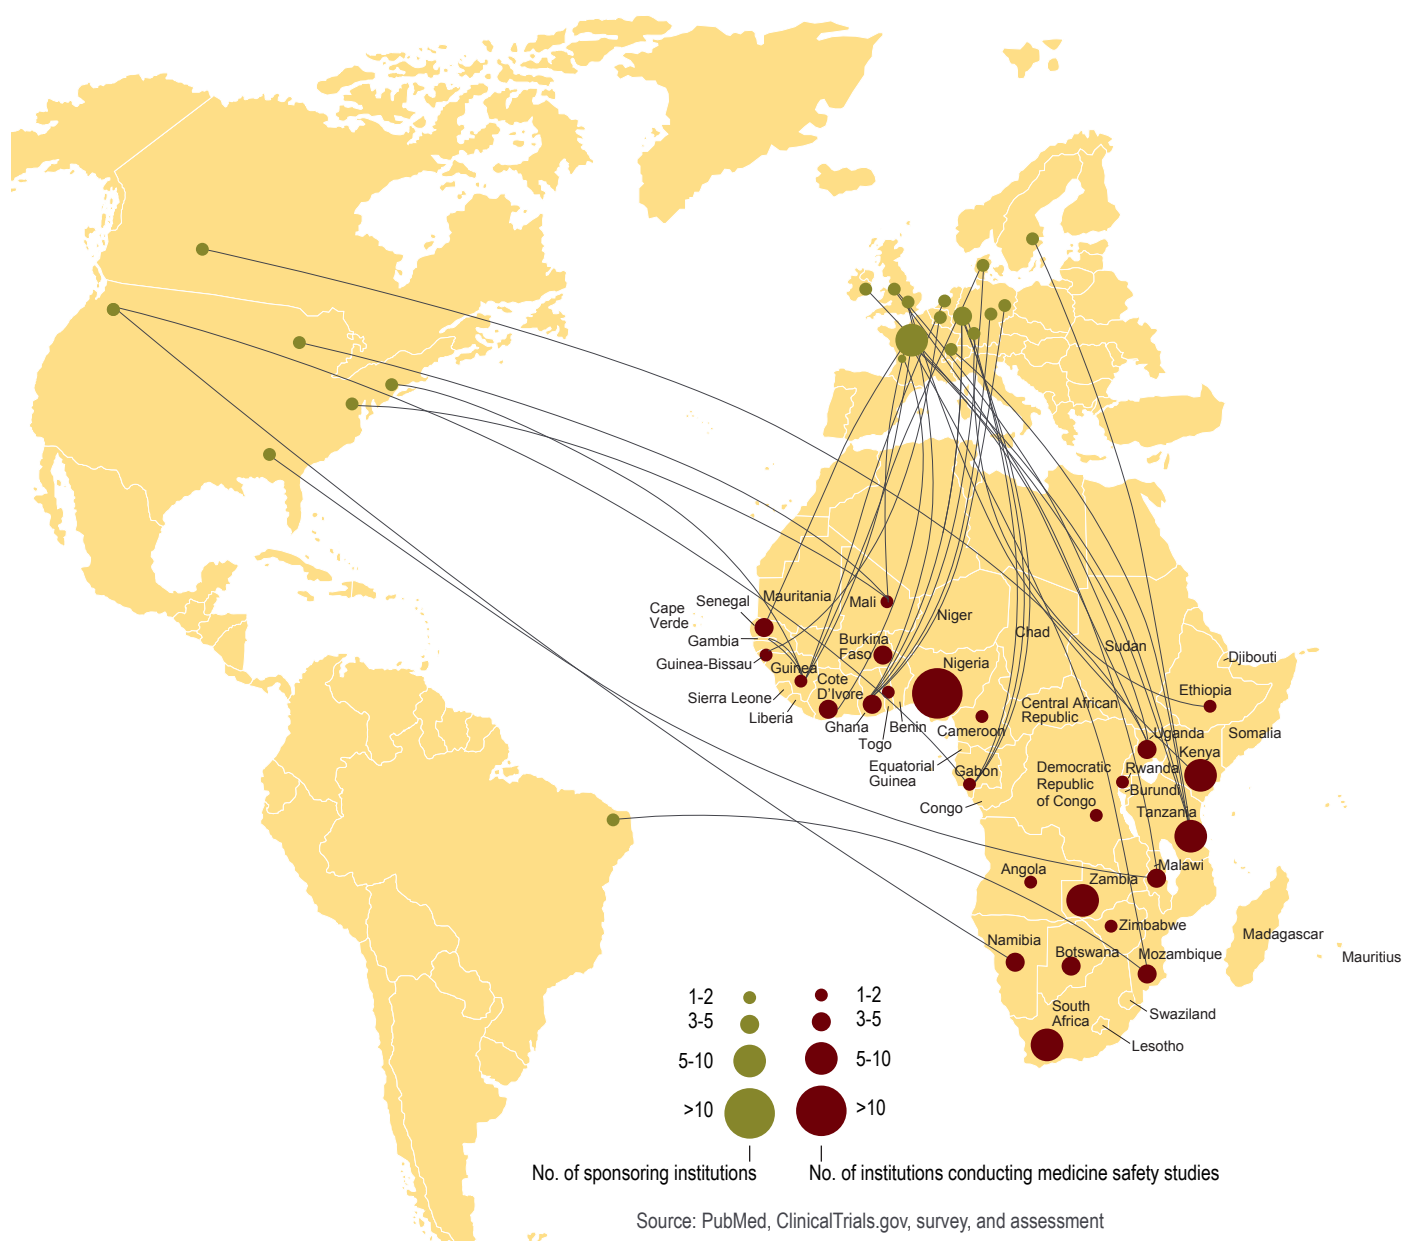 Senegal
Mauritania
Mali
Cape
Verde
Niger
Chad
Gambia
Burkina
Faso
Sudan
Guinea-Bissau
Guinea
Nigeria
Djibouti
Cote
D'Ivore
Sierra Leone
Ethiopia
Liberia
Ghana
Benin
Togo
Cameroon
Central African
Republic
Uganda
Somalia
Equatorial
Guinea
Gabon
Kenya
Democratic
Republic
of Congo
Rwanda
Burundi
Congo
Tanzania
Angola
Malawi
Zambia
Zimbabwe
Namibia
Botswana
Mozambique
Madagascar
Mauritius
South
Africa
Swaziland
Lesotho
1-2
1-2
3-5
3-5
5-10
5-10
>10
>10
No. of sponsoring institutions
No. of institutions conducting medicine safety studies
Source: PubMed, ClinicalTrials.gov, survey, and assessment